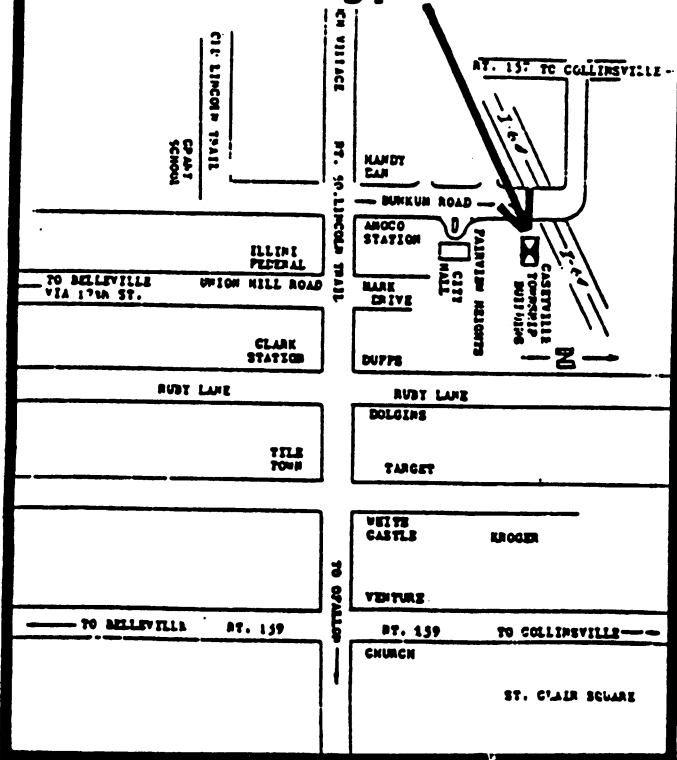 RT. 157 TO COLLINSVILLE
OLD LINCOLN TRAIL
GRANT
SCHOOL
VILLAGE
RT. 50-LINCOLN TRAIL
HANDY
DAN
I-64
BUNKUM ROAD
AMOCO
STATION
ILLINI
FEDERAL
TO BELLEVILLE
VIA 17th ST.
UNION HILL ROAD
MARK
DRIVE
FAIRVIEW HEIGHTS
CITY
HALL
CASEYVILLE
TOWNSHIP
BUILDING
I-64
N
CLARK
STATION
DUFFS
RUBY LANE
RUBY LANE
DOLGINS
TILE
TOWN
TARGET
WHITE
CASTLE
KROGER
TO OFALLON
VENTURE
TO BELLEVILLE
RT. 159
RT. 159
TO COLLINSVILLE
CHURCH
ST. CLAIR SQUARE